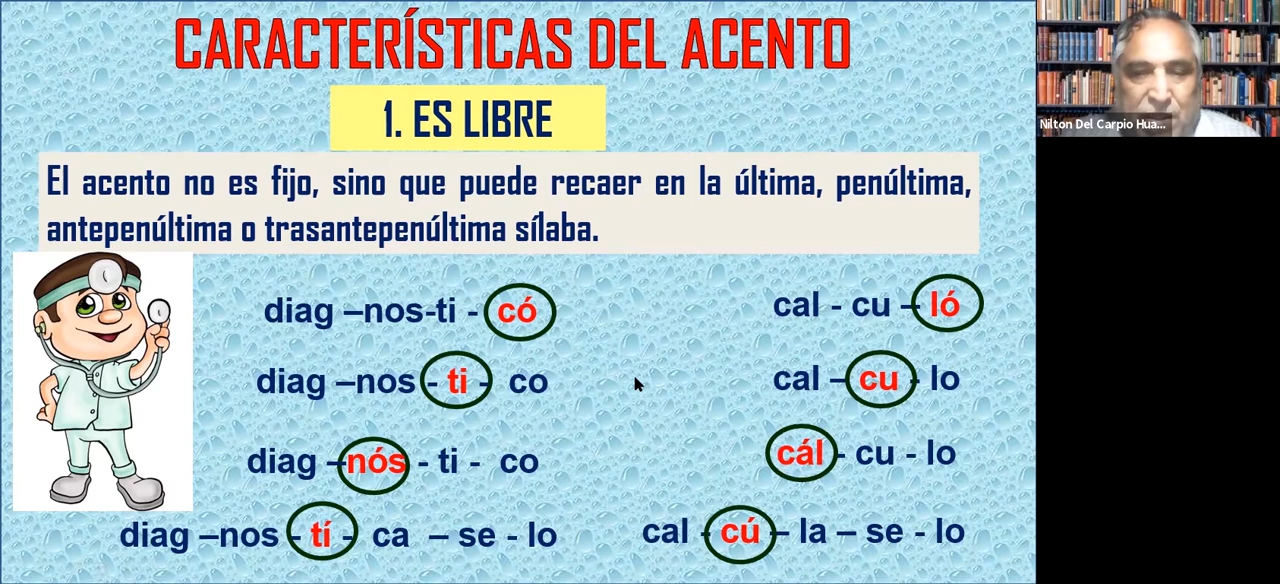 CARACTERÍSTICAS DEL ACENTO
1. ES LIBRE
El acento no es fijo, sino que puede recaer en la última, penúltima,
antepenúltima o trasantepenúltima sílaba.
diag –nos-ti - có
cal - cu – ló
diag –nos - ti - co
cal – cu - lo
diag –nós - ti - co
cál - cu - lo
diag –nos - tí - ca – se - lo
cal - cú – la – se - lo
Nilton Del Carpio Hua...